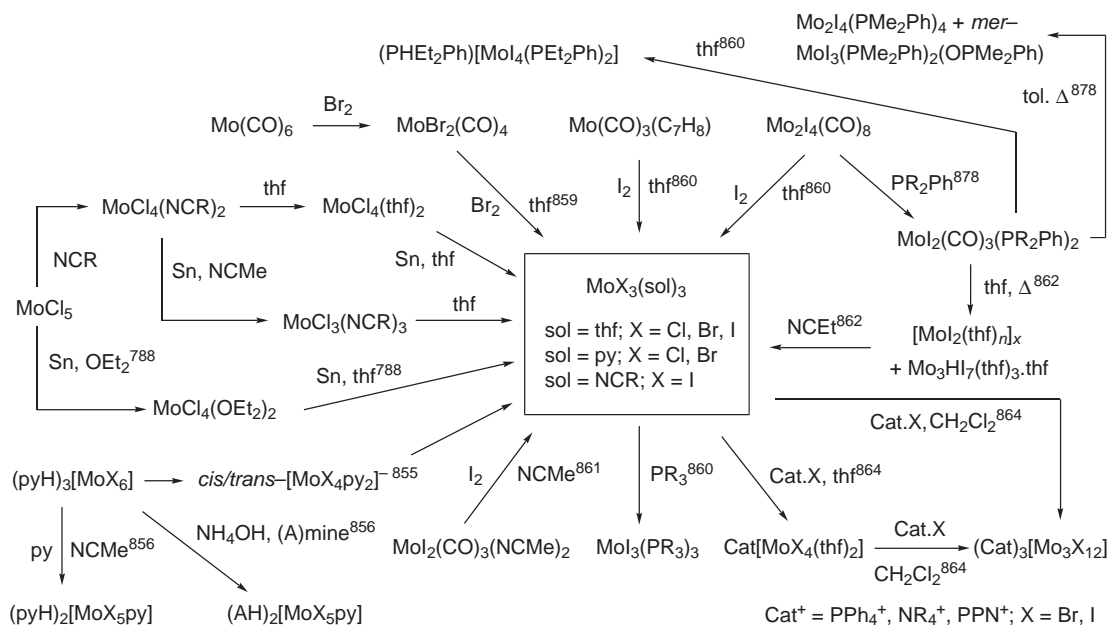 Mo2I4(PMe2Ph)4 + mer–
MoI3(PMe2Ph)2(OPMe2Ph)
(PHEt2Ph)[MoI4(PEt2Ph)2]
thf860
tol. Δ878
Mo(CO)6
Br2
MoBr2(CO)4
Mo(CO)3(C7H8)
Mo2I4(CO)8
Br2
thf859
I2
thf860
I2
thf860
PR2Ph878
MoI2(CO)3(PR2Ph)2
MoCl4(NCR)2
thf
MoCl4(thf)2
NCR
Sn, NCMe
Sn, thf
MoCl5
MoCl3(NCR)3
thf
Sn, OEt2788
MoCl4(OEt2)2
Sn, thf788
MoX3(sol)3
sol = thf; X = Cl, Br, I
sol = py; X = Cl, Br
sol = NCR; X = I
thf, Δ862
NCEt862
[MoI2(thf)n]x
+ Mo3HI7(thf)3.thf
Cat.X, CH2Cl2864
(pyH)3[MoX6]
cis/trans–[MoX4py2]– 855
py
NCMe856
NH4OH, (A)mine856
(pyH)2[MoX5py]
(AH)2[MoX5py]
I2
NCMe861
PR3860
Cat.X, thf864
MoI2(CO)3(NCMe)2
MoI3(PR3)3
Cat[MoX4(thf)2]
Cat.X
CH2Cl2864
(Cat)3[Mo3X12]
Cat+ = PPh4+, NR4+, PPN+; X = Br, I